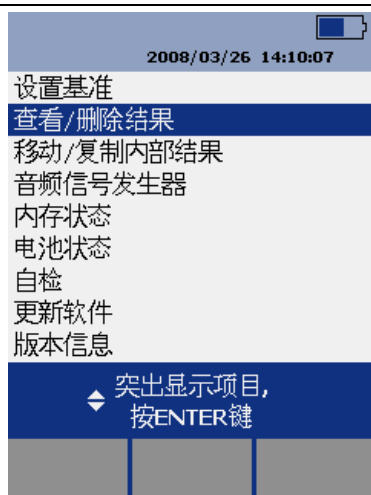 2008/03/26 14:10:07
设置基准
查看/删除结果
移动/复制内部结果
音频信号发生器
内存状态
电池状态
自检
更新软件
版本信息
突出显示项目,
按ENTER键